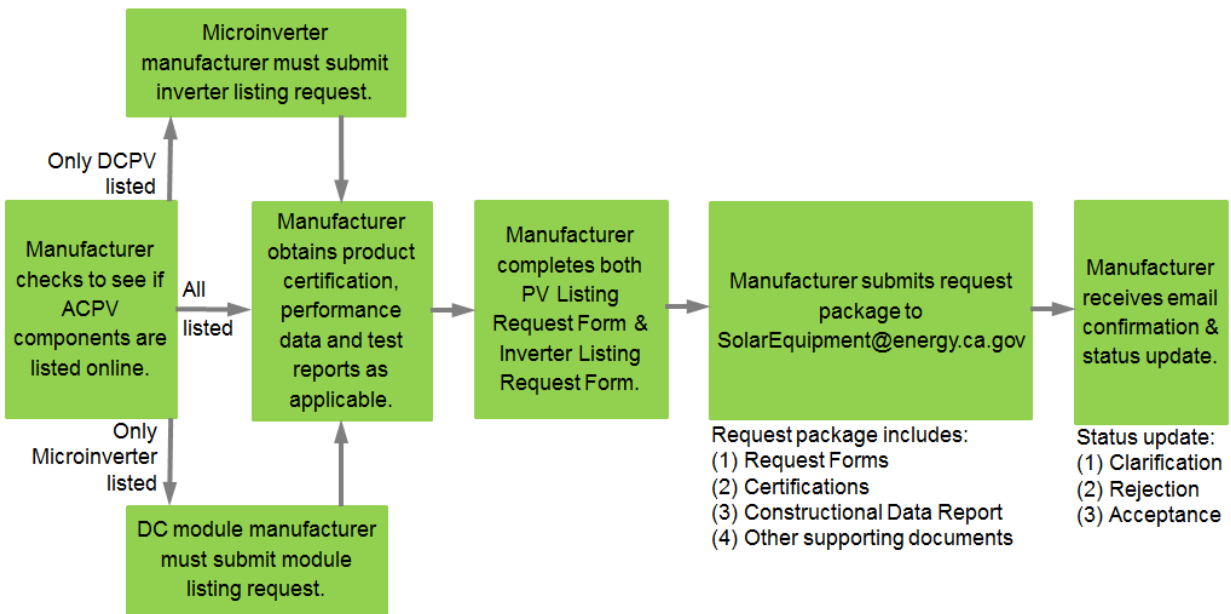 Microinverter
manufacturer must submit
inverter listing request.
Only DCPV
listed
Manufacturer
checks to see if
ACPV
components are
listed online.
All
listed
Manufacturer
obtains product
certification,
performance
data and test
reports as
applicable.
Manufacturer
completes both
PV Listing
Request Form &
Inverter Listing
Request Form.
Manufacturer submits request
package to
SolarEquipment@energy.ca.gov
Manufacturer
receives email
confirmation &
status update.
Only
Microinverter
listed
DC module manufacturer
must submit module
listing request.
Request package includes:
(1) Request Forms
(2) Certifications
(3) Constructional Data Report
(4) Other supporting documents
Status update:
(1) Clarification
(2) Rejection
(3) Acceptance